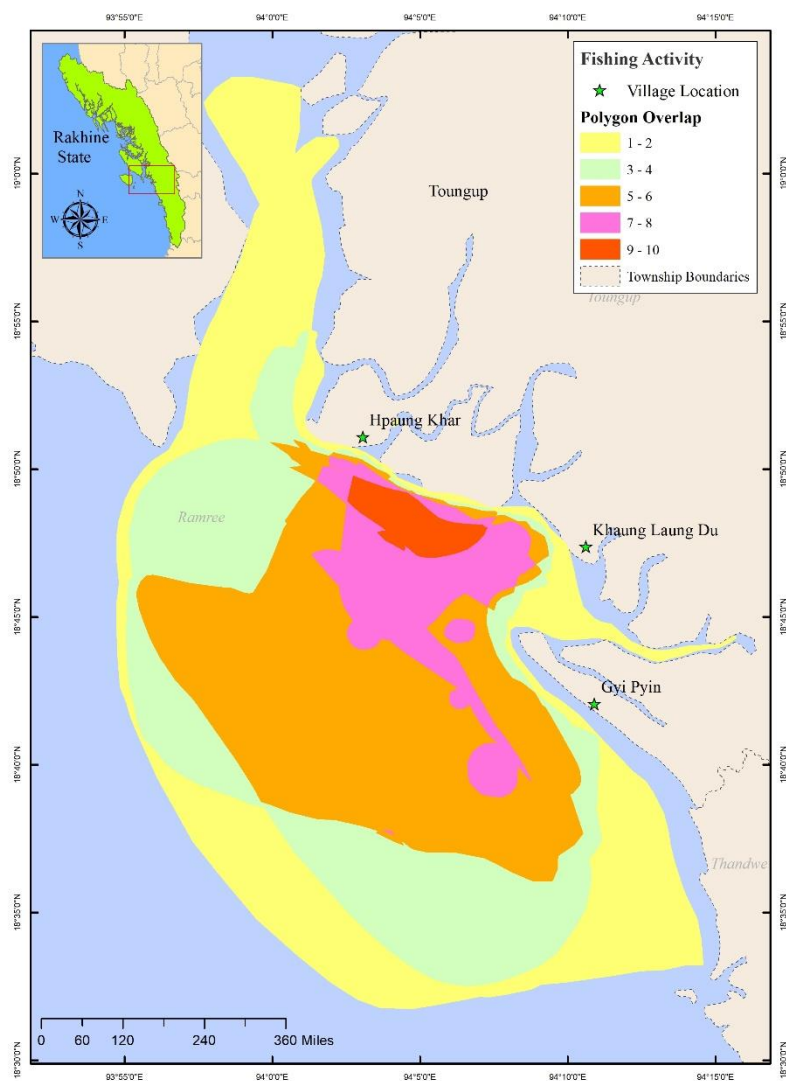 93°55'0"E
94°0'0"E
94°5'0"E
94°10'0"E
94°15'0"E
Rakhine
State
N
W E
S
Fishing Activity
Village Location
Polygon Overlap
1 - 2
3 - 4
5 - 6
7 - 8
9 - 10
Township Boundaries
Toungup
Toungup
Hpaung Khar
Ramree
Khaung Laung Du
Gyi Pyin
Thandwe
19°0'0"N
18°55'0"N
18°50'0"N
18°45'0"N
18°40'0"N
18°35'0"N
18°30'0"N
19°0'0"N
18°55'0"N
18°50'0"N
18°45'0"N
18°40'0"N
18°35'0"N
18°30'0"N
0 60 120 240 360 Miles
93°55'0"E
94°0'0"E
94°5'0"E
94°10'0"E
94°15'0"E